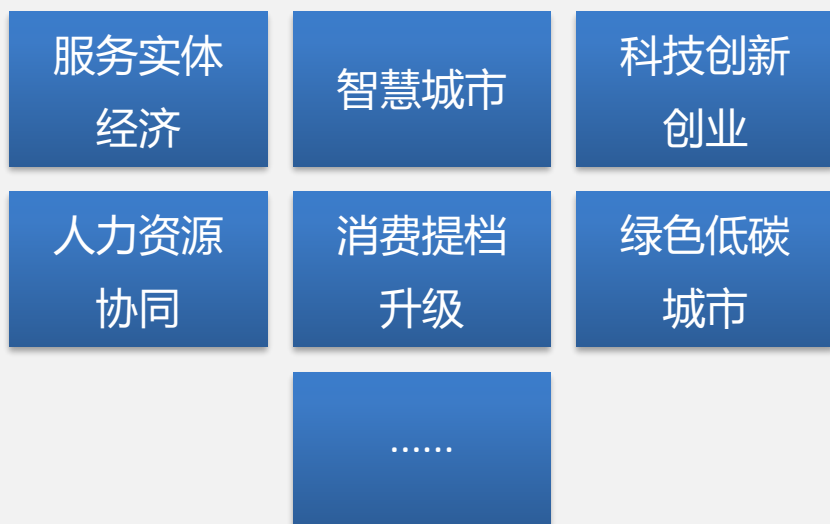 服务实体
经济
智慧城市
科技创新
创业
人力资源
协同
消费提档
升级
绿色低碳
城市
……